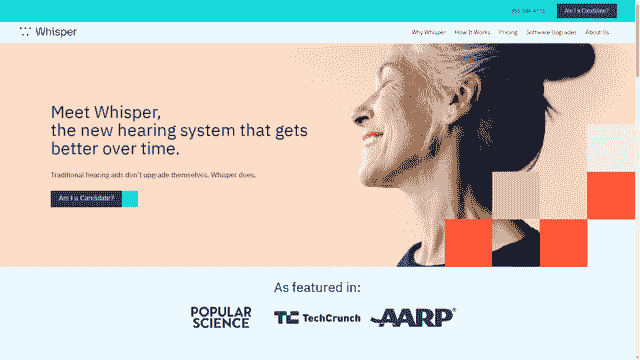 Am I a Candidate?
Whisper
Why Whisper How It Works Pricing Software Upgrades About Us
Meet Whisper,
the new hearing system that gets
better over time.
Traditional hearing aids don't upgrade themselves. Whisper does.
Am I a Candidate?
As featured in:
POPULAR
SCIENCE
TC TechCrunch
AARP®